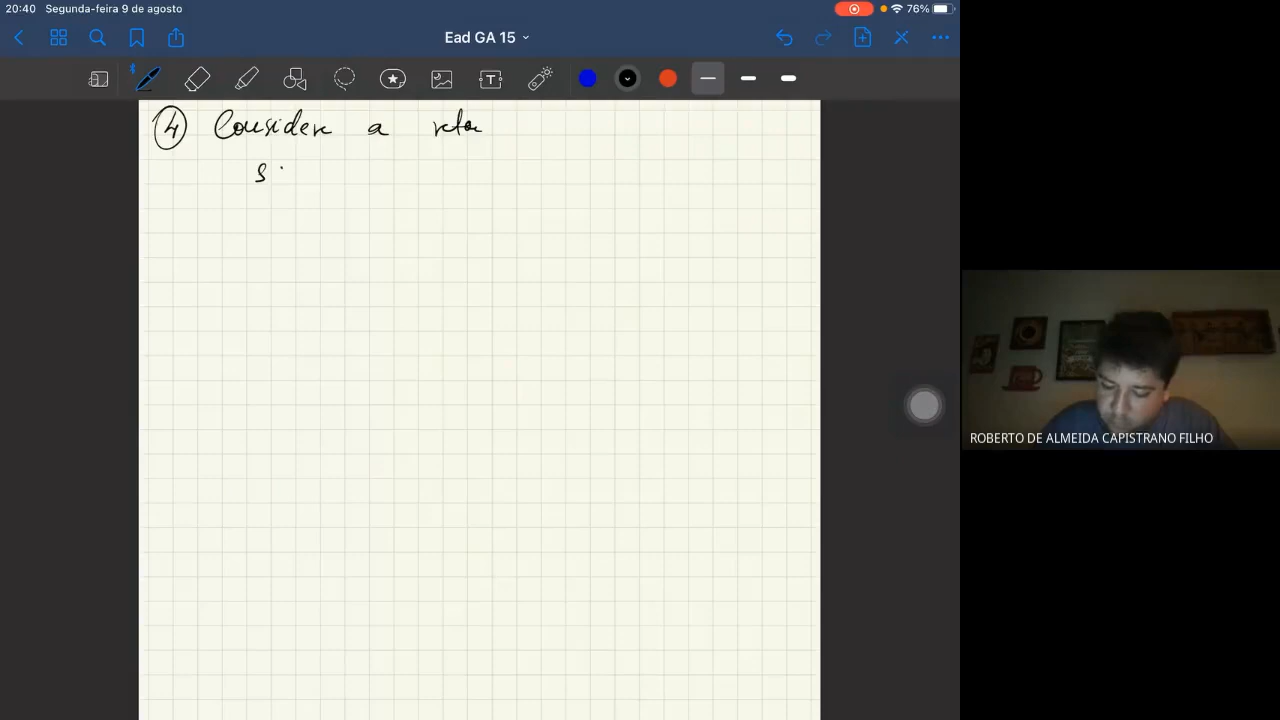 20:40 Segunda-feira 9 de agosto
76%
Ead GA 15
T
4 Considere a reta
s :
ROBERTO DE ALMEIDA CAPISTRANO FILHO